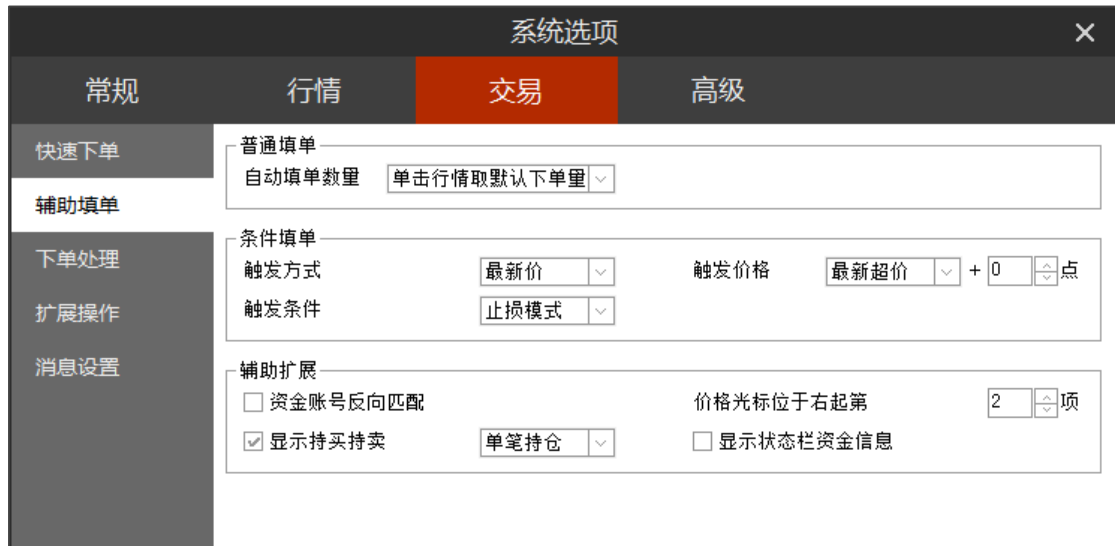 系统选项
常规 行情 交易 高级
快速下单
辅助填单
下单处理
扩展操作
消息设置
普通填单
自动填单数量 单击行情取默认下单量
条件填单
触发方式 最新价 触发价格 最新超价 + 0 点
触发条件 止损模式
辅助扩展
资金账号反向匹配 价格光标位于右起第 2 项
显示持买持卖 单笔持仓 显示状态栏资金信息